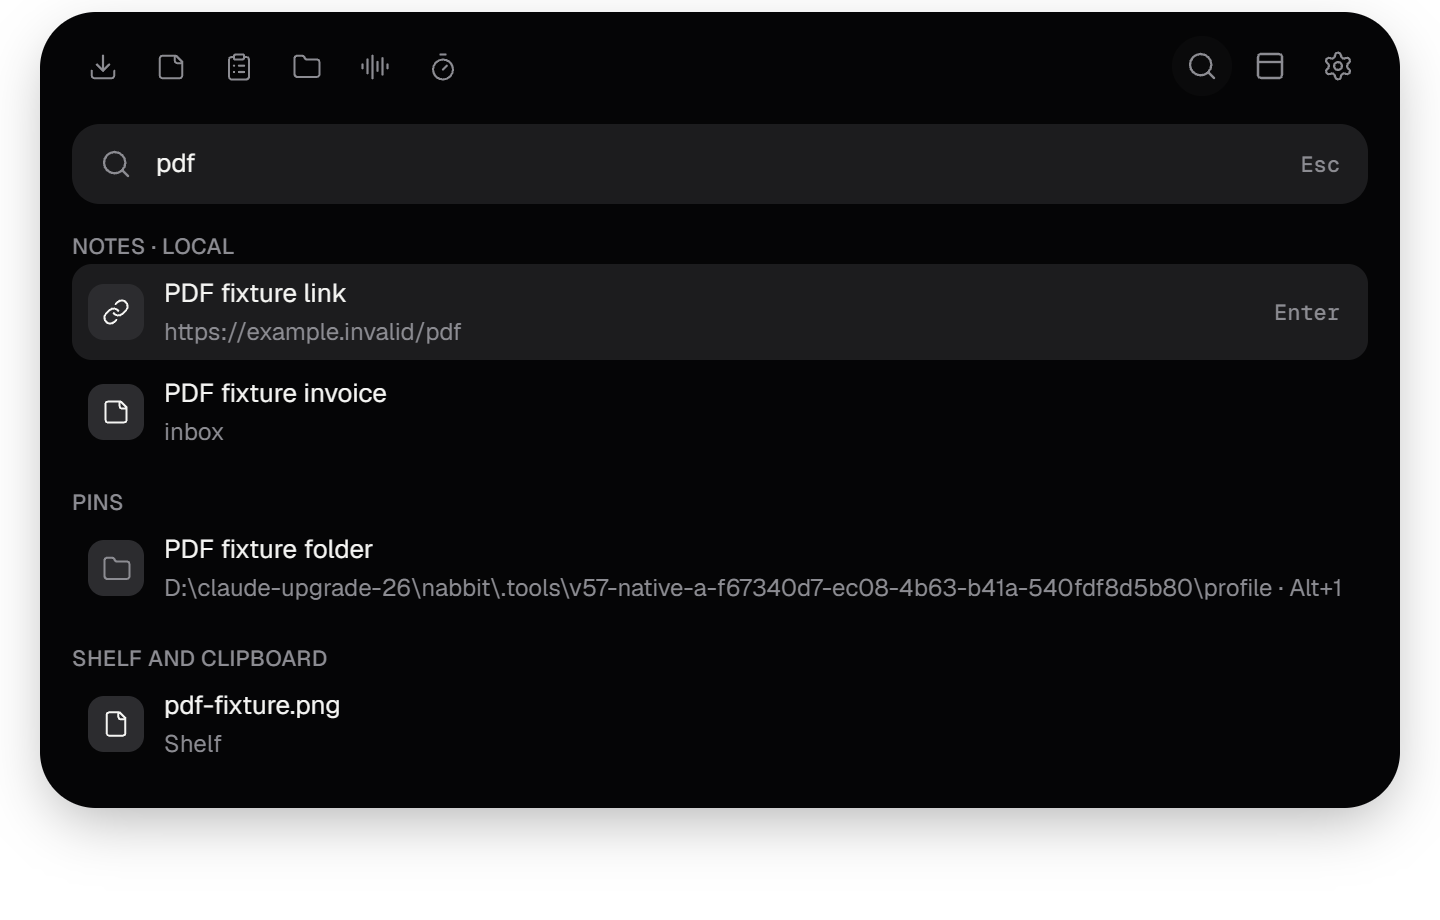 pdf
Esc
NOTES · LOCAL
PDF fixture link
https://example.invalid/pdf
Enter
PDF fixture invoice
inbox
PINS
PDF fixture folder
D:\claude-upgrade-26\nabbit\.tools\v57-native-a-f67340d7-ec08-4b63-b41a-540fdf8d5b80\profile · Alt+1
SHELF AND CLIPBOARD
pdf-fixture.png
Shelf